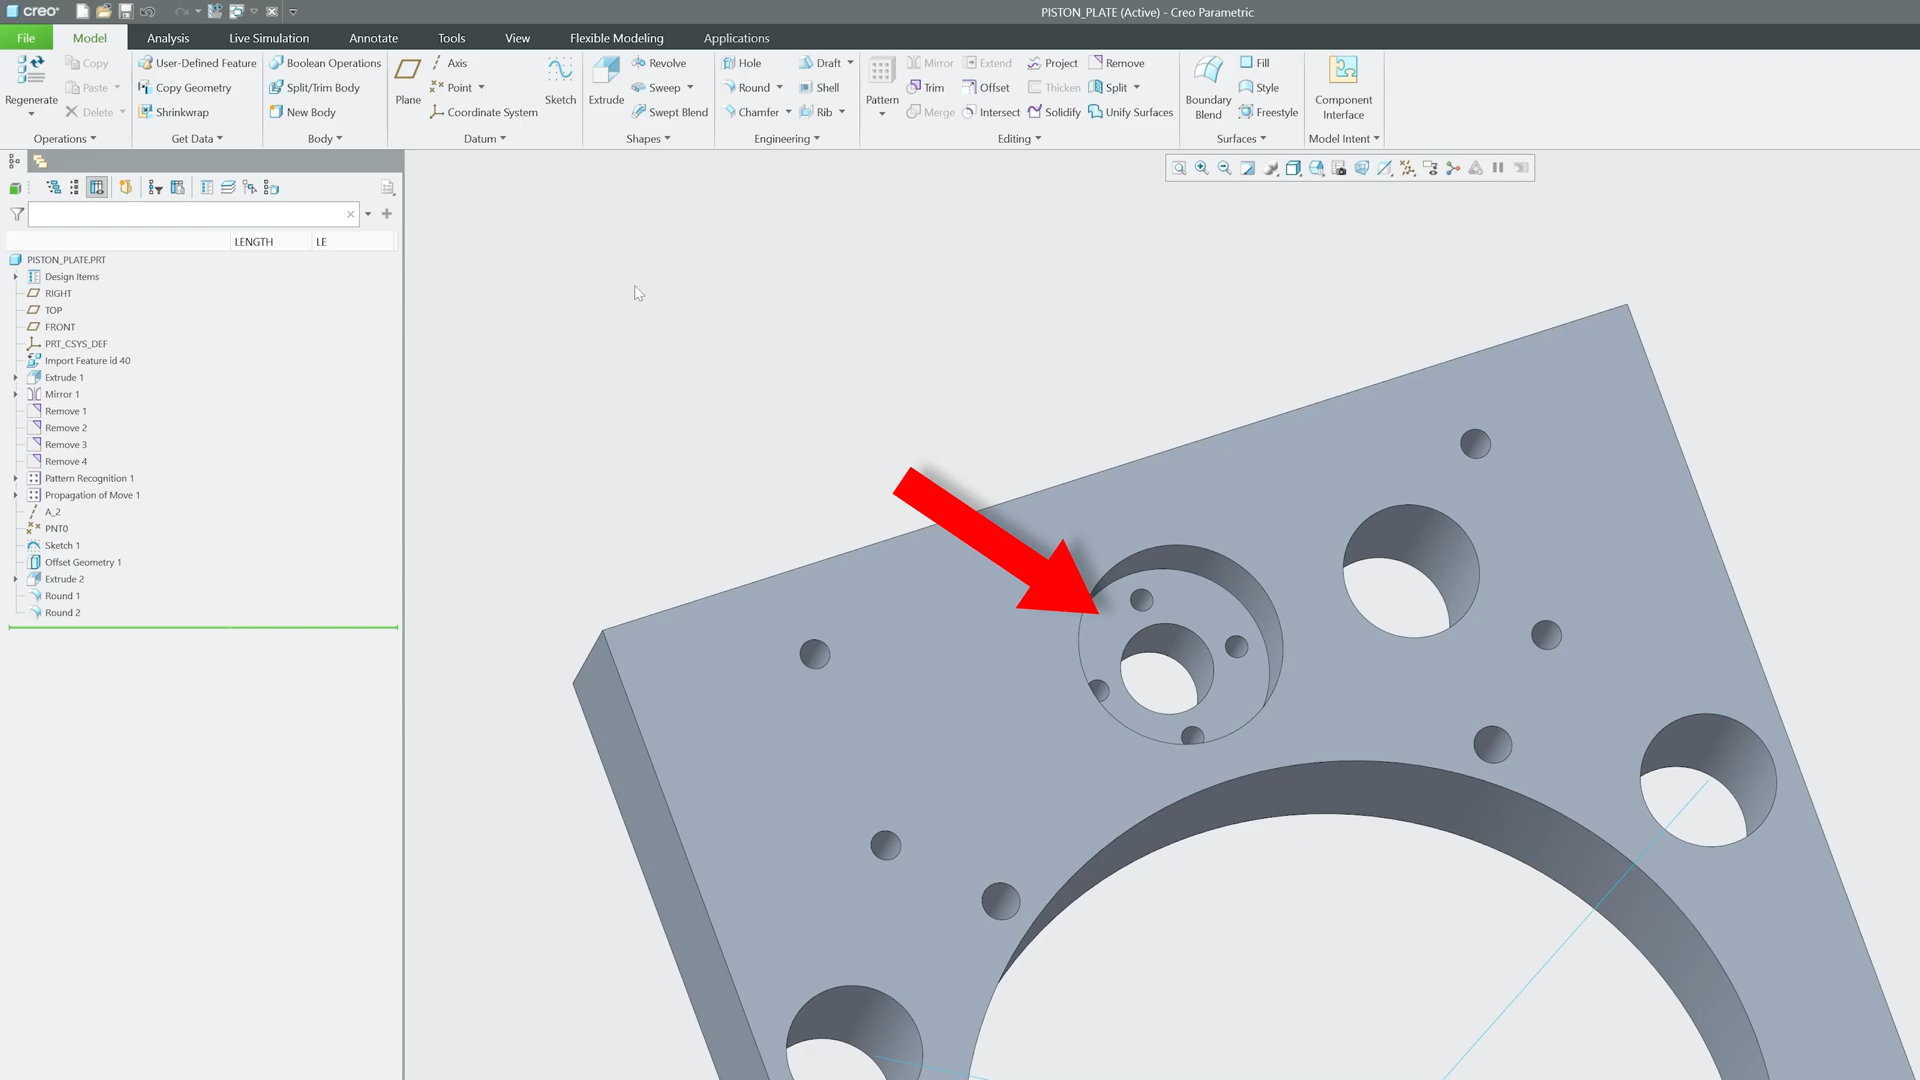 creo
PISTON_PLATE (Active) - Creo Parametric
File
Model
Analysis
Live Simulation
Annotate
Tools
View
Flexible Modeling
Applications
Regenerate
Copy
Paste
Delete
Operations
User-Defined Feature
Copy Geometry
Shrinkwrap
Get Data
Boolean Operations
Split/Trim Body
New Body
Body
Plane
Axis
Point
Coordinate System
Sketch
Datum
Extrude
Revolve
Sweep
Swept Blend
Shapes
Hole
Round
Chamfer
Draft
Shell
Rib
Engineering
Pattern
Mirror
Trim
Merge
Extend
Offset
Intersect
Project
Thicken
Solidify
Remove
Split
Unify Surfaces
Editing
Boundary
Blend
Fill
Style
Freestyle
Surfaces
Component
Interface
Model Intent
LENGTH
LE
PISTON_PLATE.PRT
Design Items
RIGHT
TOP
FRONT
PRT_CSYS_DEF
Import Feature id 40
Extrude 1
Mirror 1
Remove 1
Remove 2
Remove 3
Remove 4
Pattern Recognition 1
Propagation of Move 1
A_2
PNT0
Sketch 1
Offset Geometry 1
Extrude 2
Round 1
Round 2